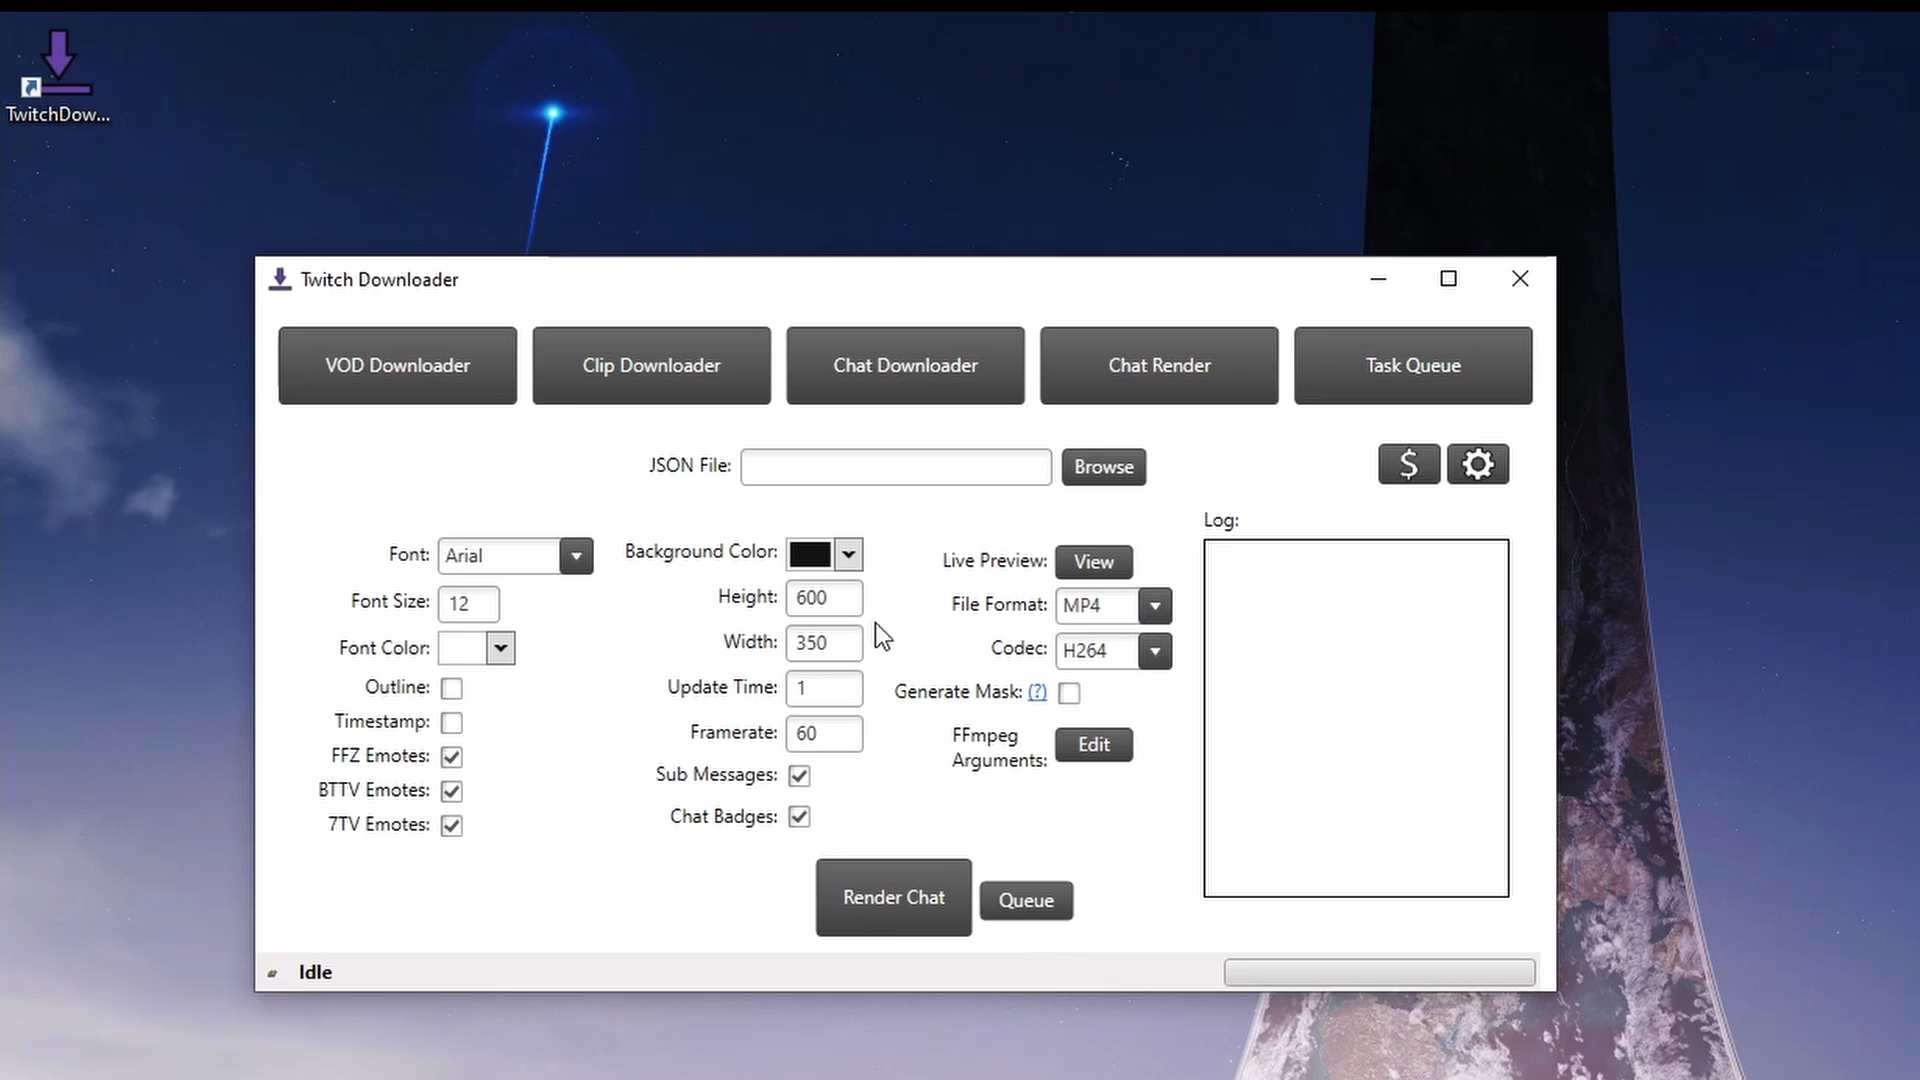 TwitchDow...
Twitch Downloader
VOD Downloader
Clip Downloader
Chat Downloader
Chat Render
Task Queue
JSON File:
Browse
$
Font: Arial
Font Size: 12
Font Color:
Outline:
Timestamp:
FFZ Emotes:
BTTV Emotes:
7TV Emotes:
Background Color:
Height: 600
Width: 350
Update Time: 1
Framerate: 60
Sub Messages:
Chat Badges:
Live Preview: View
File Format: MP4
Codec: H264
Generate Mask: (?)
FFmpeg
Arguments: Edit
Log:
Render Chat
Queue
Idle